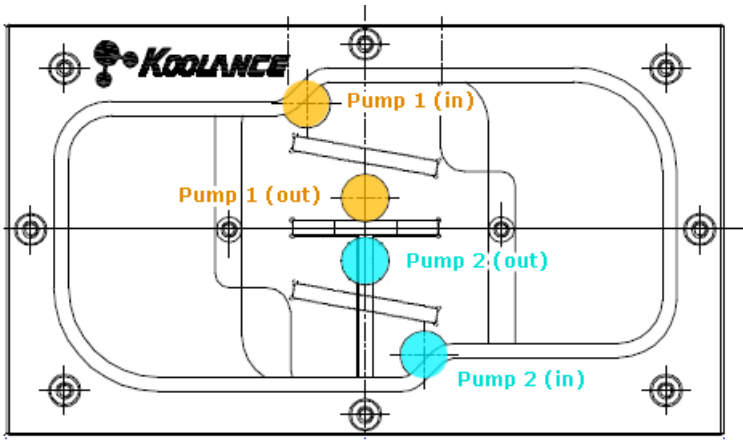 KOOLANCE
Pump 1 (in)
Pump 1 (out)
Pump 2 (out)
Pump 2 (in)